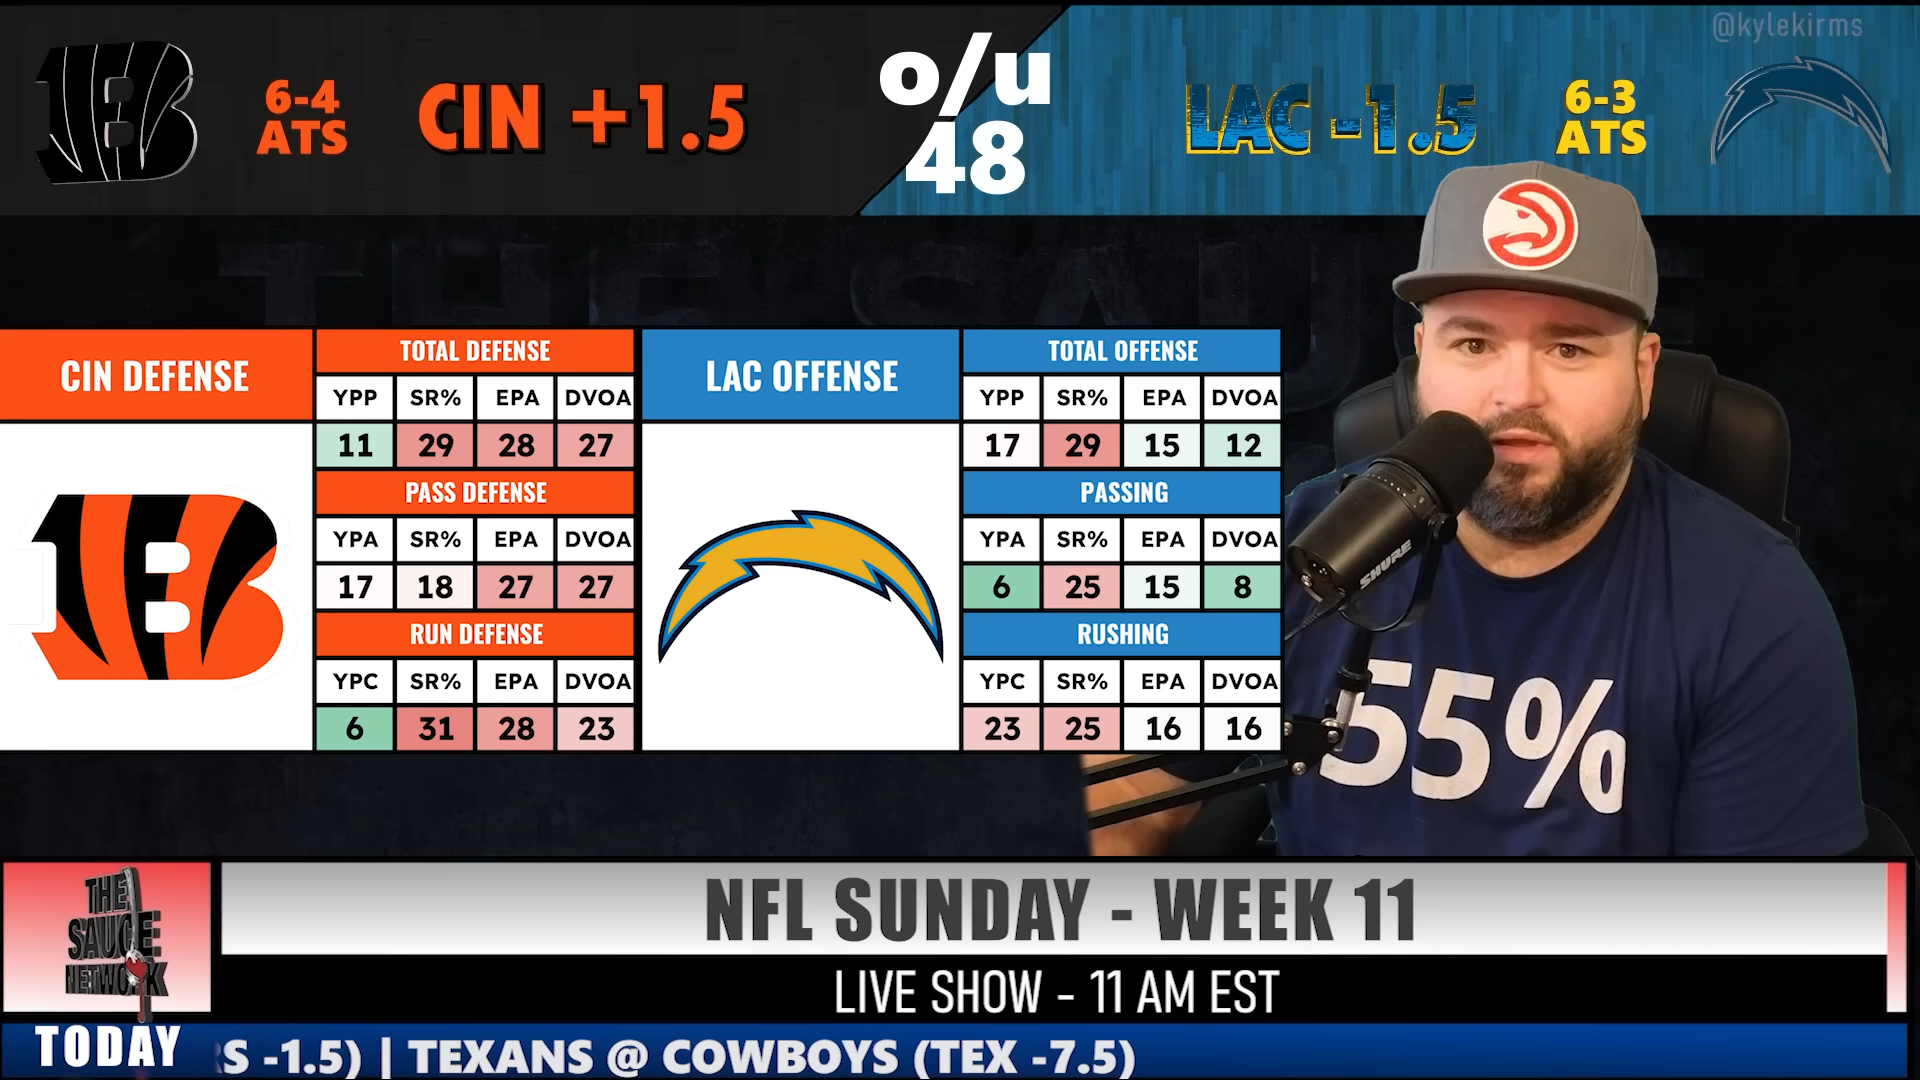 @kylekirms
6-4
ATS
CIN +1.5
o/u
48
LAC -1.5
6-3
ATS
CIN DEFENSE
TOTAL DEFENSE
YPP SR% EPA DVOA
11 29 28 27
PASS DEFENSE
YPA SR% EPA DVOA
17 18 27 27
RUN DEFENSE
YPC SR% EPA DVOA
6 31 28 23
LAC OFFENSE
TOTAL OFFENSE
YPP SR% EPA DVOA
17 29 15 12
PASSING
YPA SR% EPA DVOA
6 25 15 8
RUSHING
YPC SR% EPA DVOA
23 25 16 16
SHURE
55%
THE
SAUCE
NETWORK
NFL SUNDAY - WEEK 11
LIVE SHOW - 11 AM EST
TODAY
S -1.5) | TEXANS @ COWBOYS (TEX -7.5)